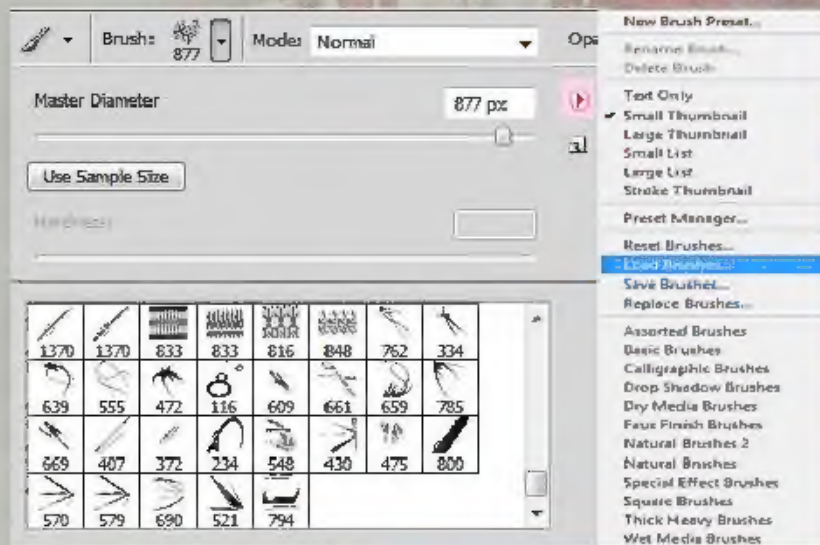 Brush:
877
Mode:
Normal
Opa
Master Diameter
877 px
Use Sample Size
Hardness:
1370 1370 833 833 816 848 762 334
639 555 472 116 609 661 659 785
669 407 372 234 548 430 475 800
570 579 690 521 794
New Brush Preset...
Rename Brush...
Delete Brush
Text Only
Small Thumbnail
Large Thumbnail
Small List
Large List
Stroke Thumbnail
Preset Manager...
Reset Brushes...
Load Brushes...
Save Brushes...
Replace Brushes...
Assorted Brushes
Basic Brushes
Calligraphic Brushes
Drop Shadow Brushes
Dry Media Brushes
Faux Finish Brushes
Natural Brushes 2
Natural Brushes
Special Effect Brushes
Square Brushes
Thick Heavy Brushes
Wet Media Brushes